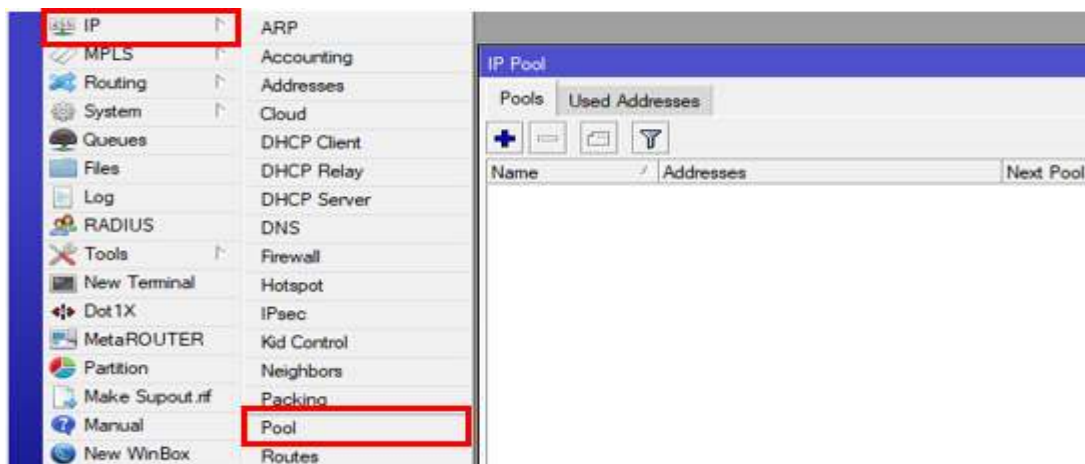 IP
MPLS
Routing
System
Queues
Files
Log
RADIUS
Tools
New Terminal
Dot1X
MetaROUTER
Partition
Make Supout.rif
Manual
New WinBox
ARP
Accounting
Addresses
Cloud
DHCP Client
DHCP Relay
DHCP Server
DNS
Firewall
Hotspot
IPsec
Kid Control
Neighbors
Packing
Pool
Routes
IP Pool
Pools Used Addresses
Name Addresses Next Pool